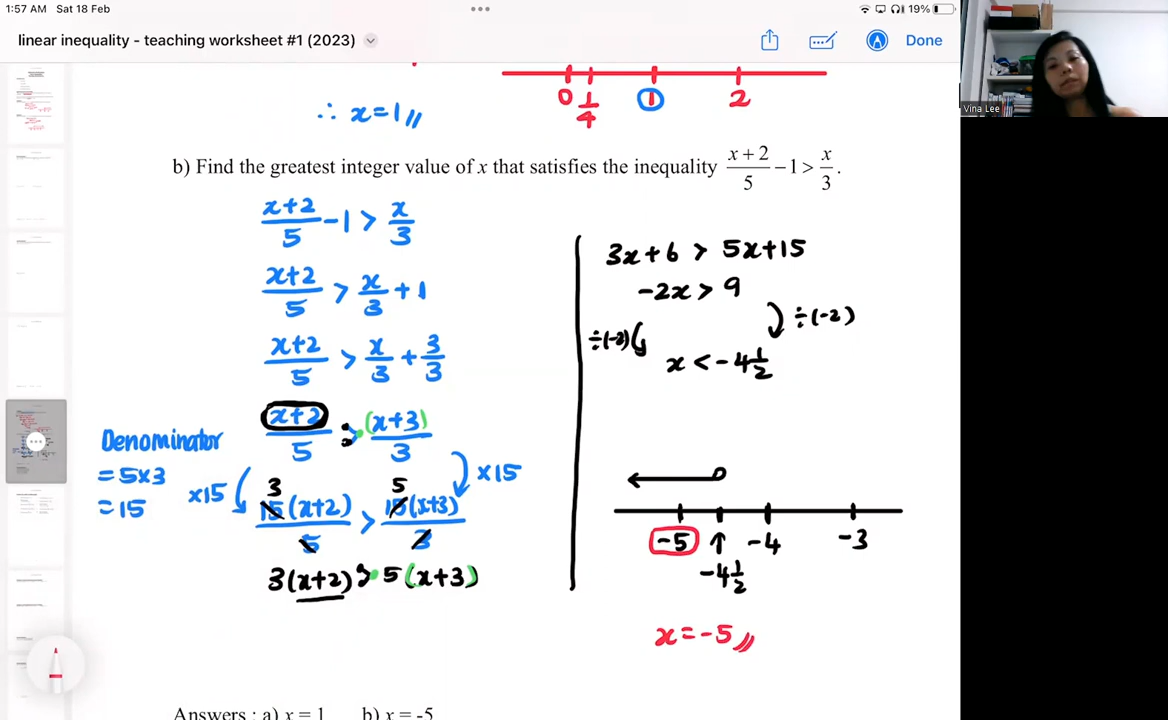 1:57 AM Sat 18 Feb
19%
linear inequality - teaching worksheet #1 (2023)
Done
Vina Lee
0 1/4 1 2
∴ x=1
b) Find the greatest integer value of x that satisfies the inequality (x + 2)/5 − 1 > x/3.
(x+2)/5 - 1 > x/3
(x+2)/5 > x/3 + 1
(x+2)/5 > x/3 + 3/3
(x+2)/5 > (x+3)/3
Denominator
= 5x3
= 15
x15
x15
3 5
15(x+2)/5 > 15(x+3)/3
3(x+2) > 5(x+3)
3x+6 > 5x+15
-2x > 9
÷(-2)
÷(-2)
x < -4 1/2
-5 -4 -3
-4 1/2
x = -5
Answers : a) x = 1 b) x = -5